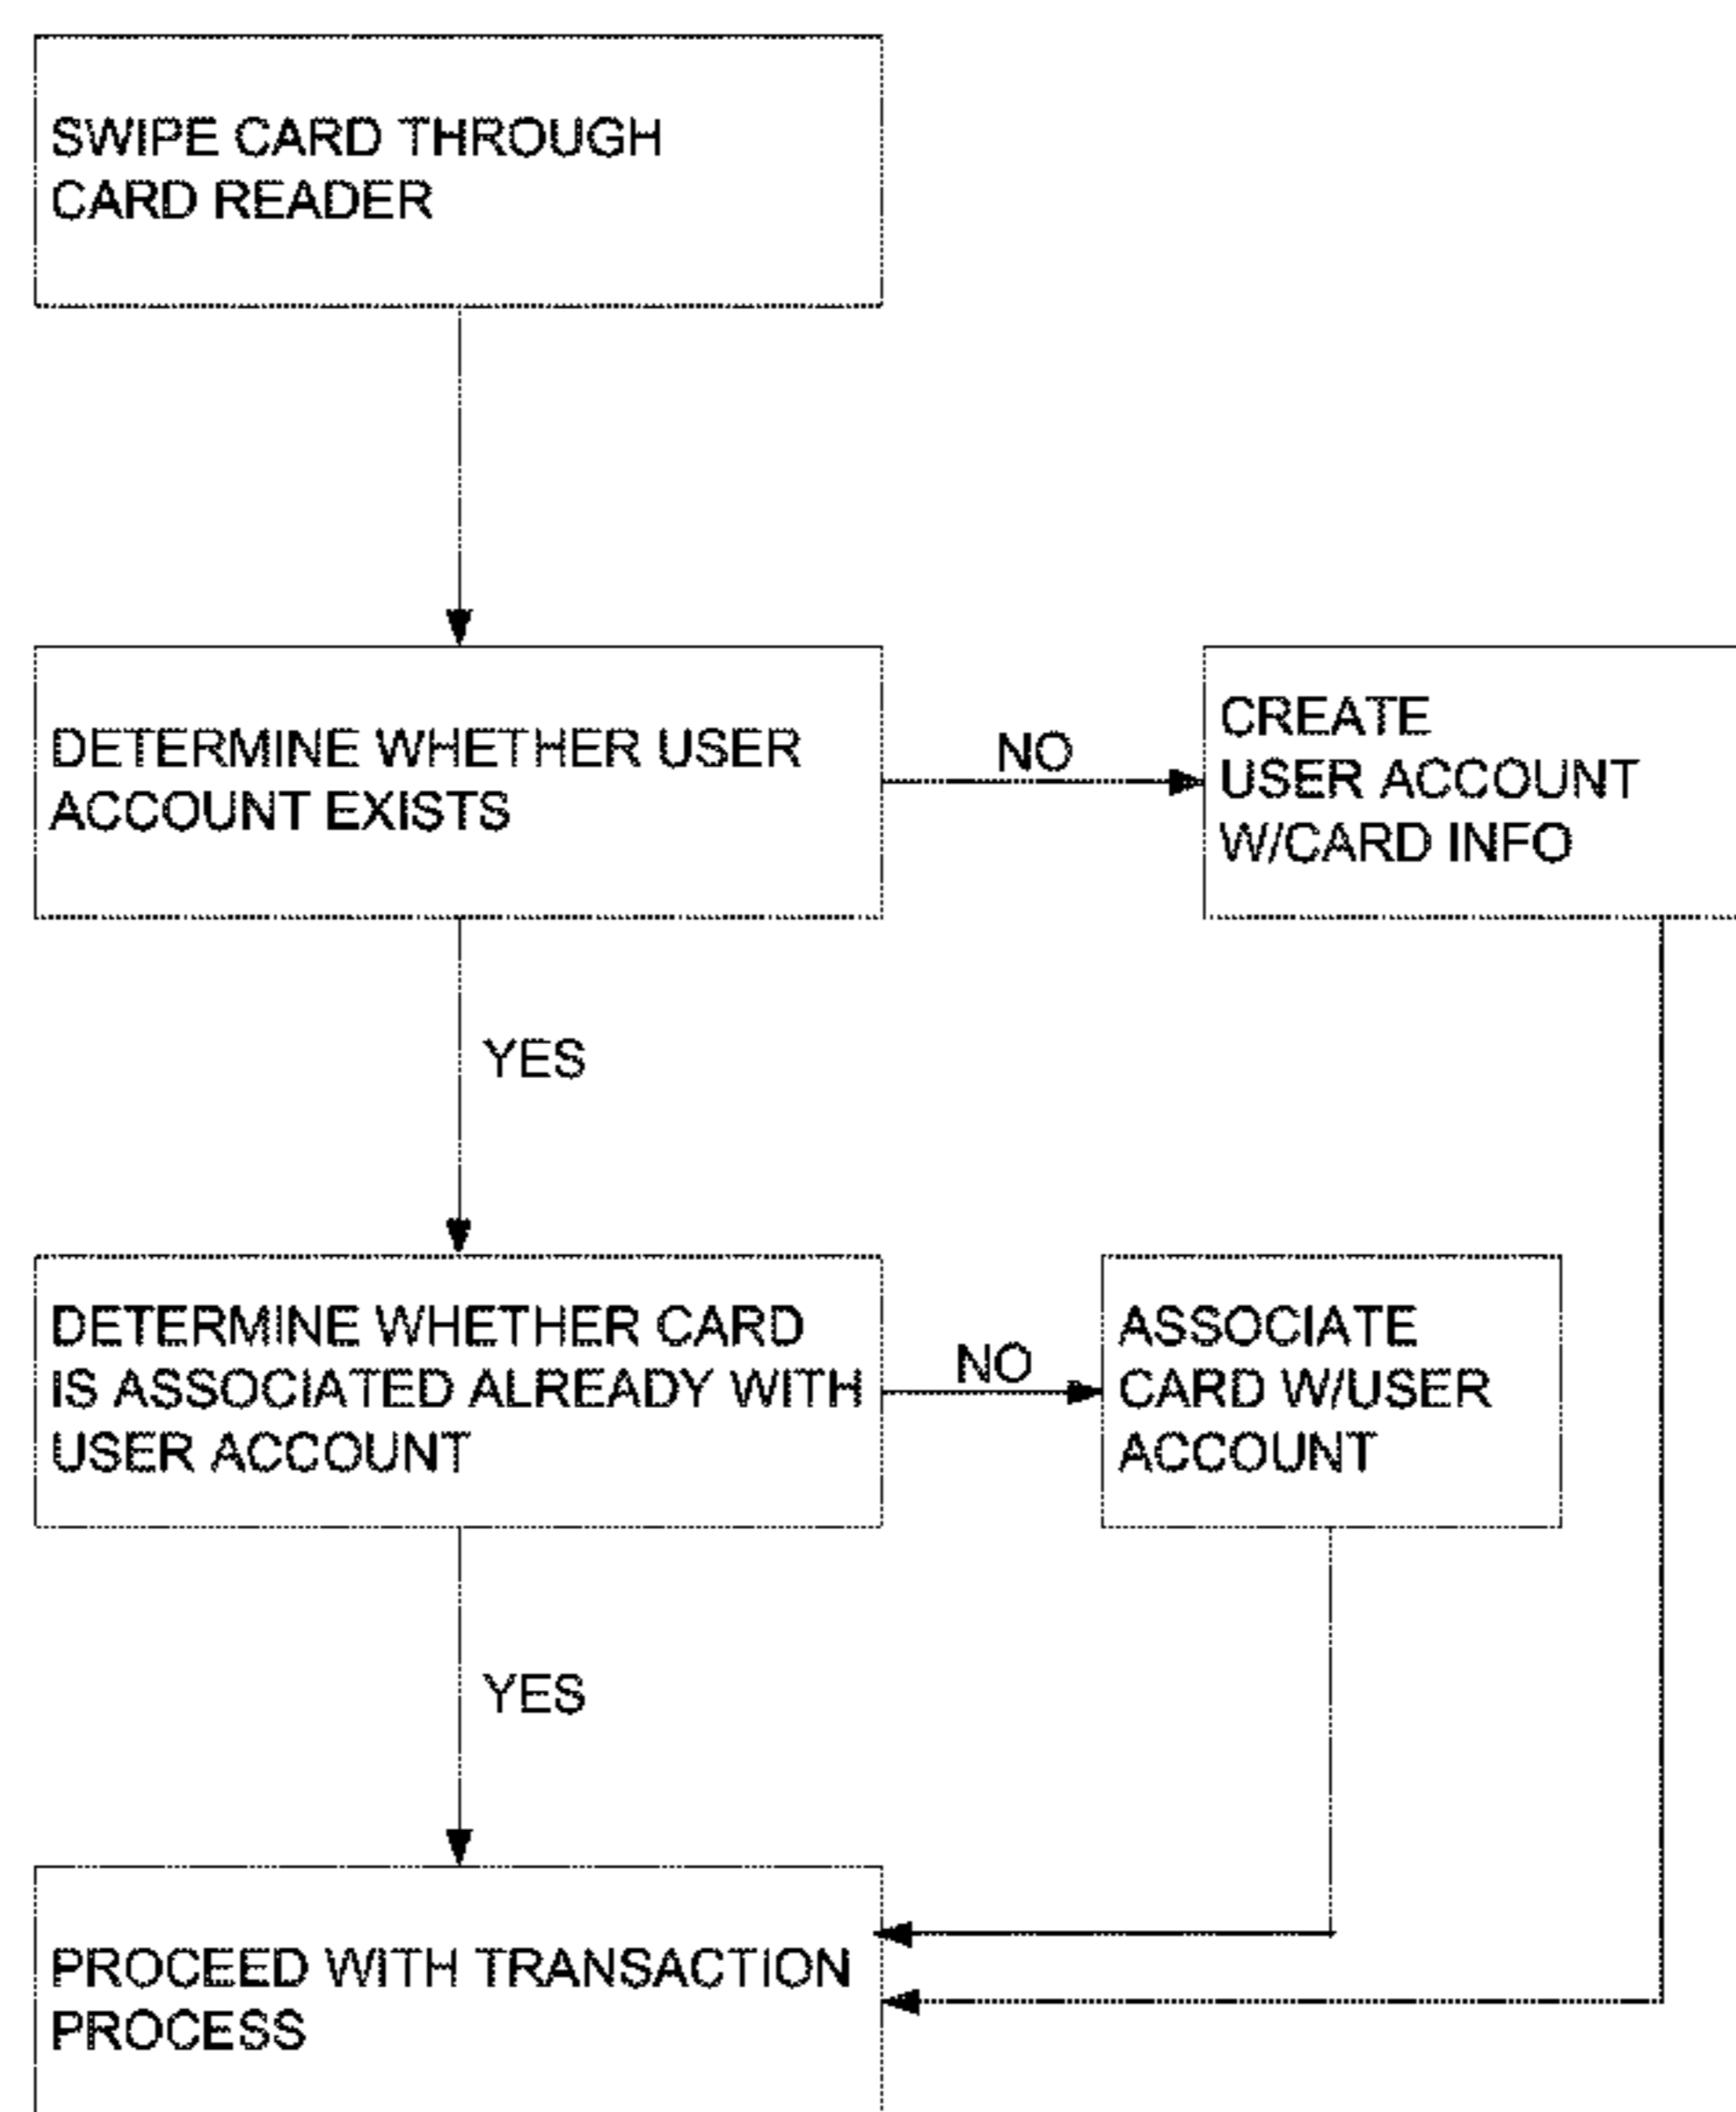 SWIPE CARD THROUGH
CARD READER
DETERMINE WHETHER USER
ACCOUNT EXISTS
NO
CREATE
USER ACCOUNT
W/CARD INFO
YES
DETERMINE WHETHER CARD
IS ASSOCIATED ALREADY WITH
USER ACCOUNT
NO
ASSOCIATE
CARD W/USER
ACCOUNT
YES
PROCEED WITH TRANSACTION
PROCESS